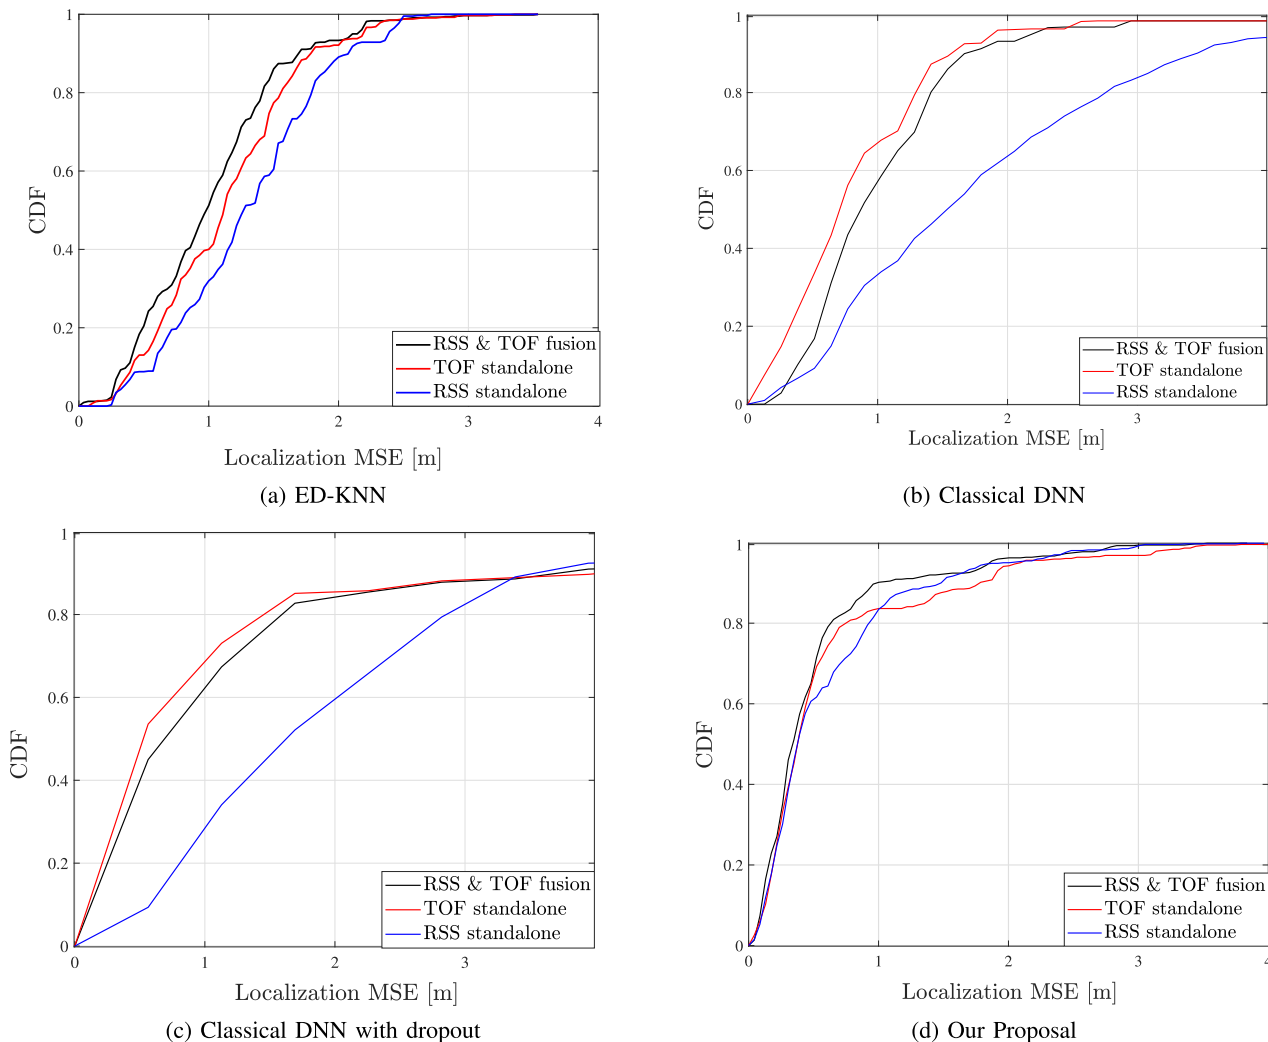 1
0.8
0.6
0.4
0.2
0
0 1 2 3 4
CDF
Localization MSE [m]
RSS & TOF fusion
TOF standalone
RSS standalone
(a) ED-KNN
1
0.8
0.6
0.4
0.2
0
0 1 2 3
CDF
Localization MSE [m]
RSS & TOF fusion
TOF standalone
RSS standalone
(b) Classical DNN
1
0.8
0.6
0.4
0.2
0
0 1 2 3
CDF
Localization MSE [m]
RSS & TOF fusion
TOF standalone
RSS standalone
(c) Classical DNN with dropout
1
0.8
0.6
0.4
0.2
0
0 1 2 3 4
CDF
Localization MSE [m]
RSS & TOF fusion
TOF standalone
RSS standalone
(d) Our Proposal